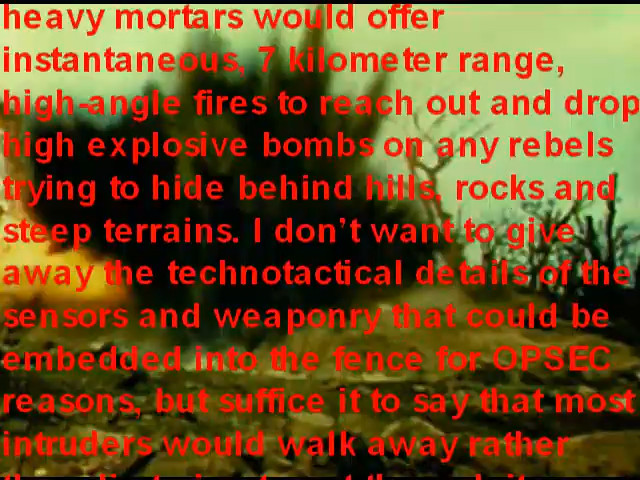 heavy mortars would offer
instantaneous, 7 kilometer range,
high-angle fires to reach out and drop
high explosive bombs on any rebels
trying to hide behind hills, rocks and
steep terrains. I don’t want to give
away the technotactical details of the
sensors and weaponry that could be
embedded into the fence for OPSEC
reasons, but suffice it to say that most
intruders would walk away rather